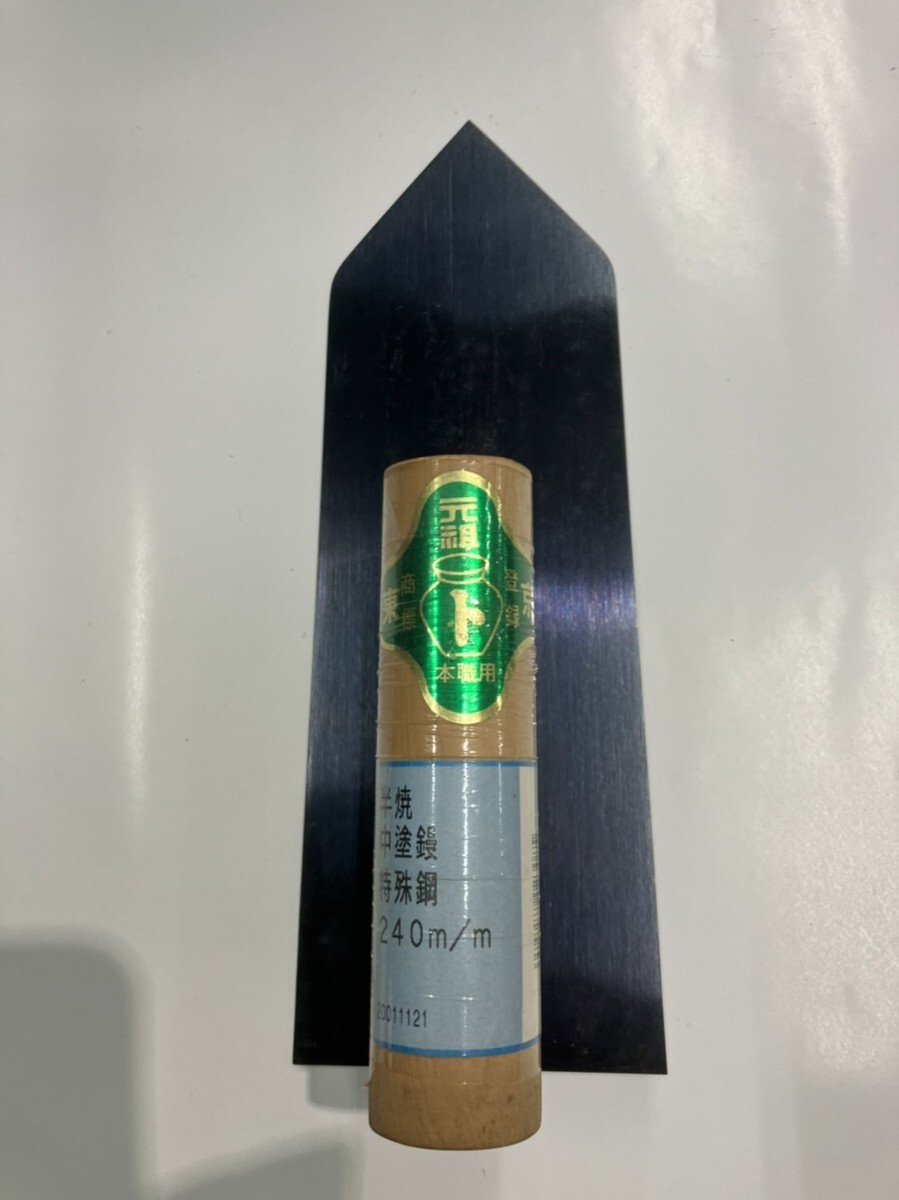 元祖
東
商標
登録
京
ト
本職用
半焼
中塗鏝
特殊鋼
240m/m
20011121